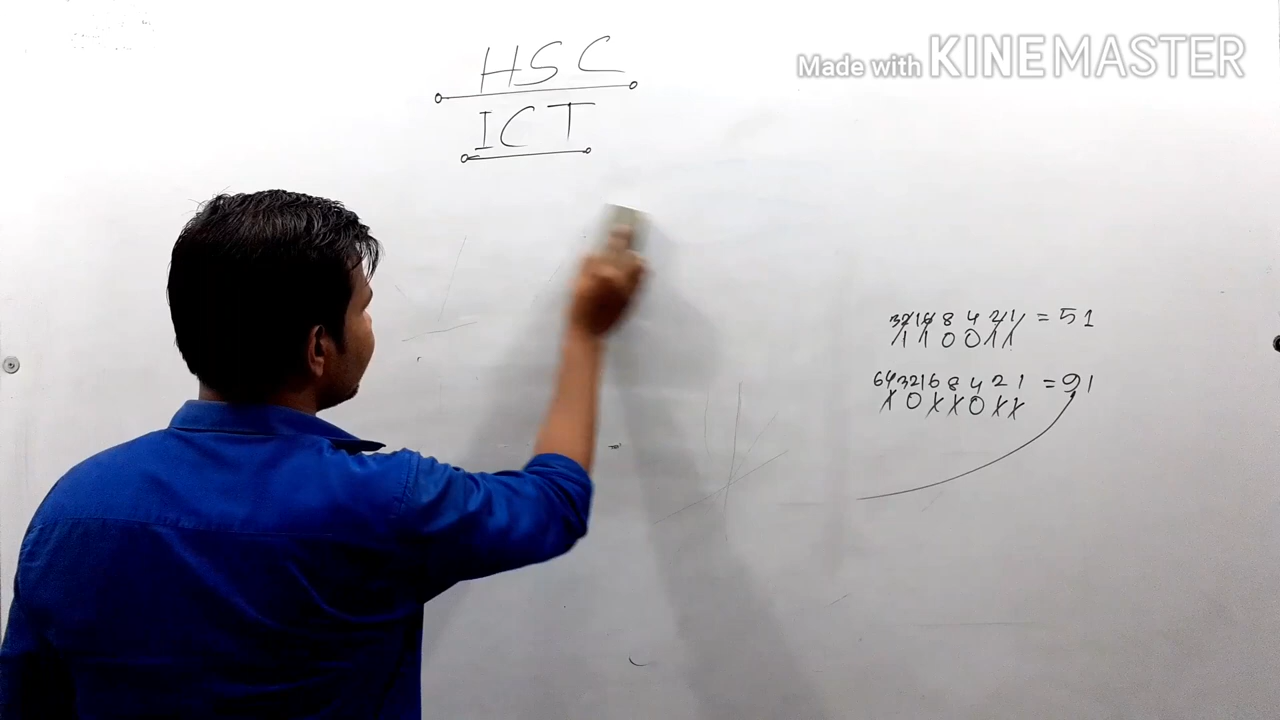 HSC
ICT
Made with KINEMASTER
32 16 8 4 2 1 = 51
1 1 0 0 1 1
64 32 16 8 4 2 1 = 91
1 0 1 1 0 1 1